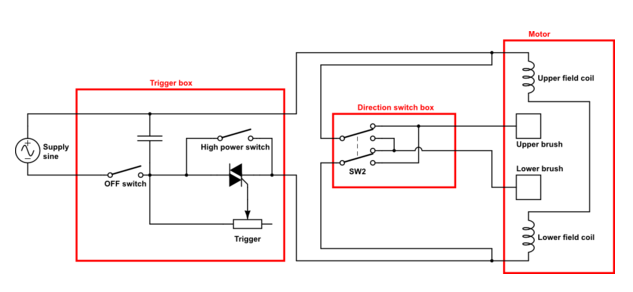 Motor
Trigger box
Upper field coil
Direction switch box
High power switch
Supply
sine
Upper brush
OFF switch
SW2
Lower brush
Trigger
Lower field coil